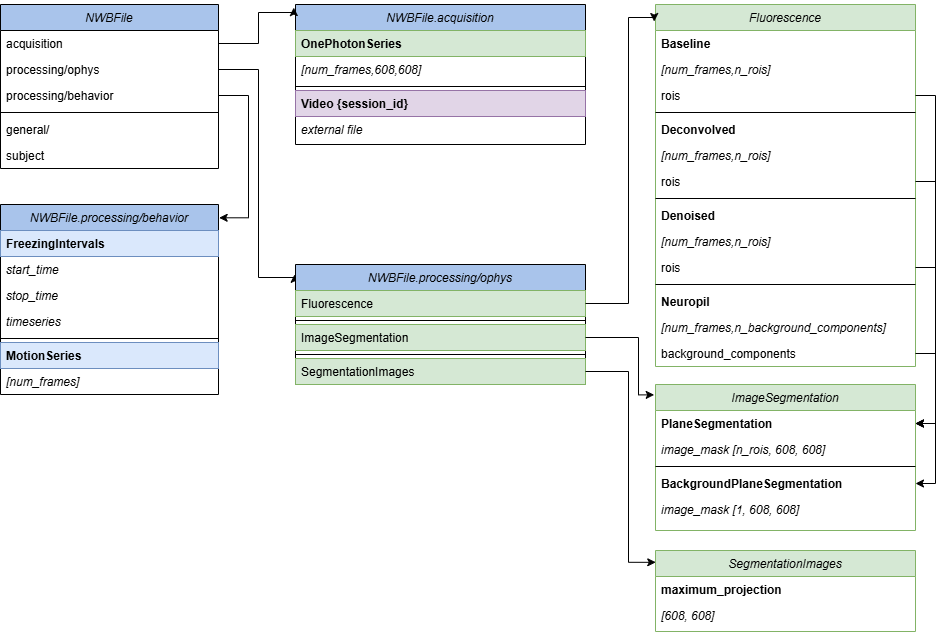 NWBFile
acquisition
processing/ophys
processing/behavior
general/
subject
NWBFile.processing/behavior
FreezingIntervals
start_time
stop_time
timeseries
MotionSeries
[num_frames]
NWBFile.acquisition
OnePhotonSeries
[num_frames,608,608]
Video {session_id}
external file
NWBFile.processing/ophys
Fluorescence
ImageSegmentation
SegmentationImages
Fluorescence
Baseline
[num_frames,n_rois]
rois
Deconvolved
[num_frames,n_rois]
rois
Denoised
[num_frames,n_rois]
rois
Neuropil
[num_frames,n_background_components]
background_components
ImageSegmentation
PlaneSegmentation
image_mask [n_rois, 608, 608]
BackgroundPlaneSegmentation
image_mask [1, 608, 608]
SegmentationImages
maximum_projection
[608, 608]